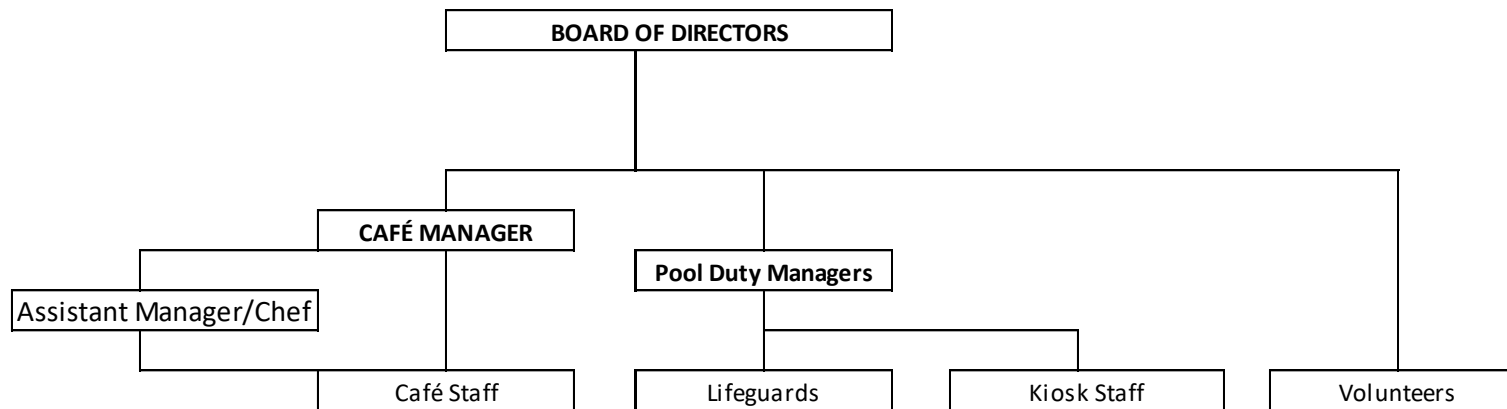 BOARD OF DIRECTORS
CAFÉ MANAGER
Pool Duty Managers
Assistant Manager/Chef
Café Staff
Lifeguards
Kiosk Staff
Volunteers